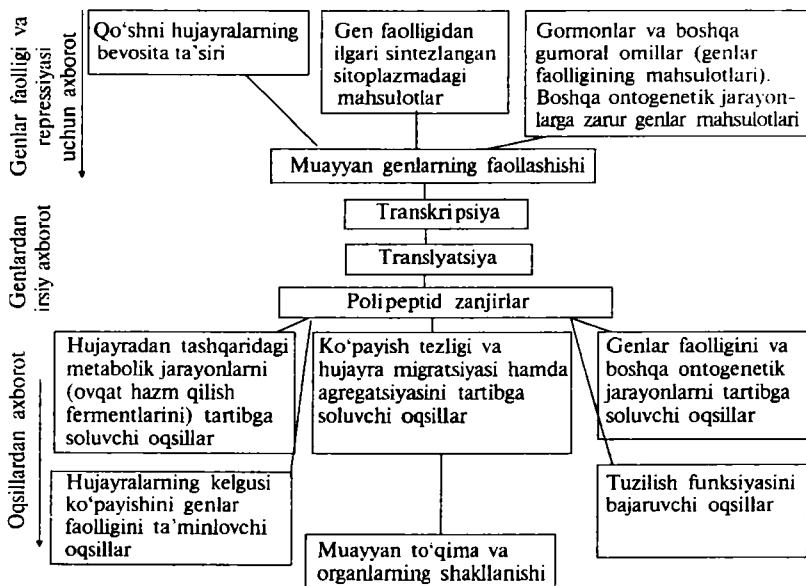 Genlar faolligi va
repressiyasi
uchun axborot
Qo‘shni hujayralarning
bevosita ta’siri
Gen faolligidan
ilgari sintezlangan
sitoplazmadagi
mahsulotlar
Gormonlar va boshqa
gumoral omillar (genlar
faolligining mahsulotlari).
Boshqa ontogenetik jarayon-
larga zarur genlar mahsulotlari
Muayyan genlarning faollashishi
Genlardan
irsiy axborot
Transkripsiya
Translyatsiya
Polipeptid zanjirlar
Oqsillardan axborot
Hujayradan tashqaridagi
metabolik jarayonlarni
(ovqat hazm qilish
fermentlarini) tartibga
soluvchi oqsillar
Ko‘payish tezligi va
hujayra migratsiyasi hamda
agregatsiyasini tartibga
soluvchi oqsillar
Genlar faolligini va
boshqa ontogenetik
jarayonlarni tartibga
soluvchi oqsillar
Hujayralarning kelgusi
ko‘payishini genlar
faolligini ta’minlovchi
oqsillar
Tuzilish funksiyasini
bajaruvchi oqsillar
Muayyan to‘qima va
organlarning shakllanishi